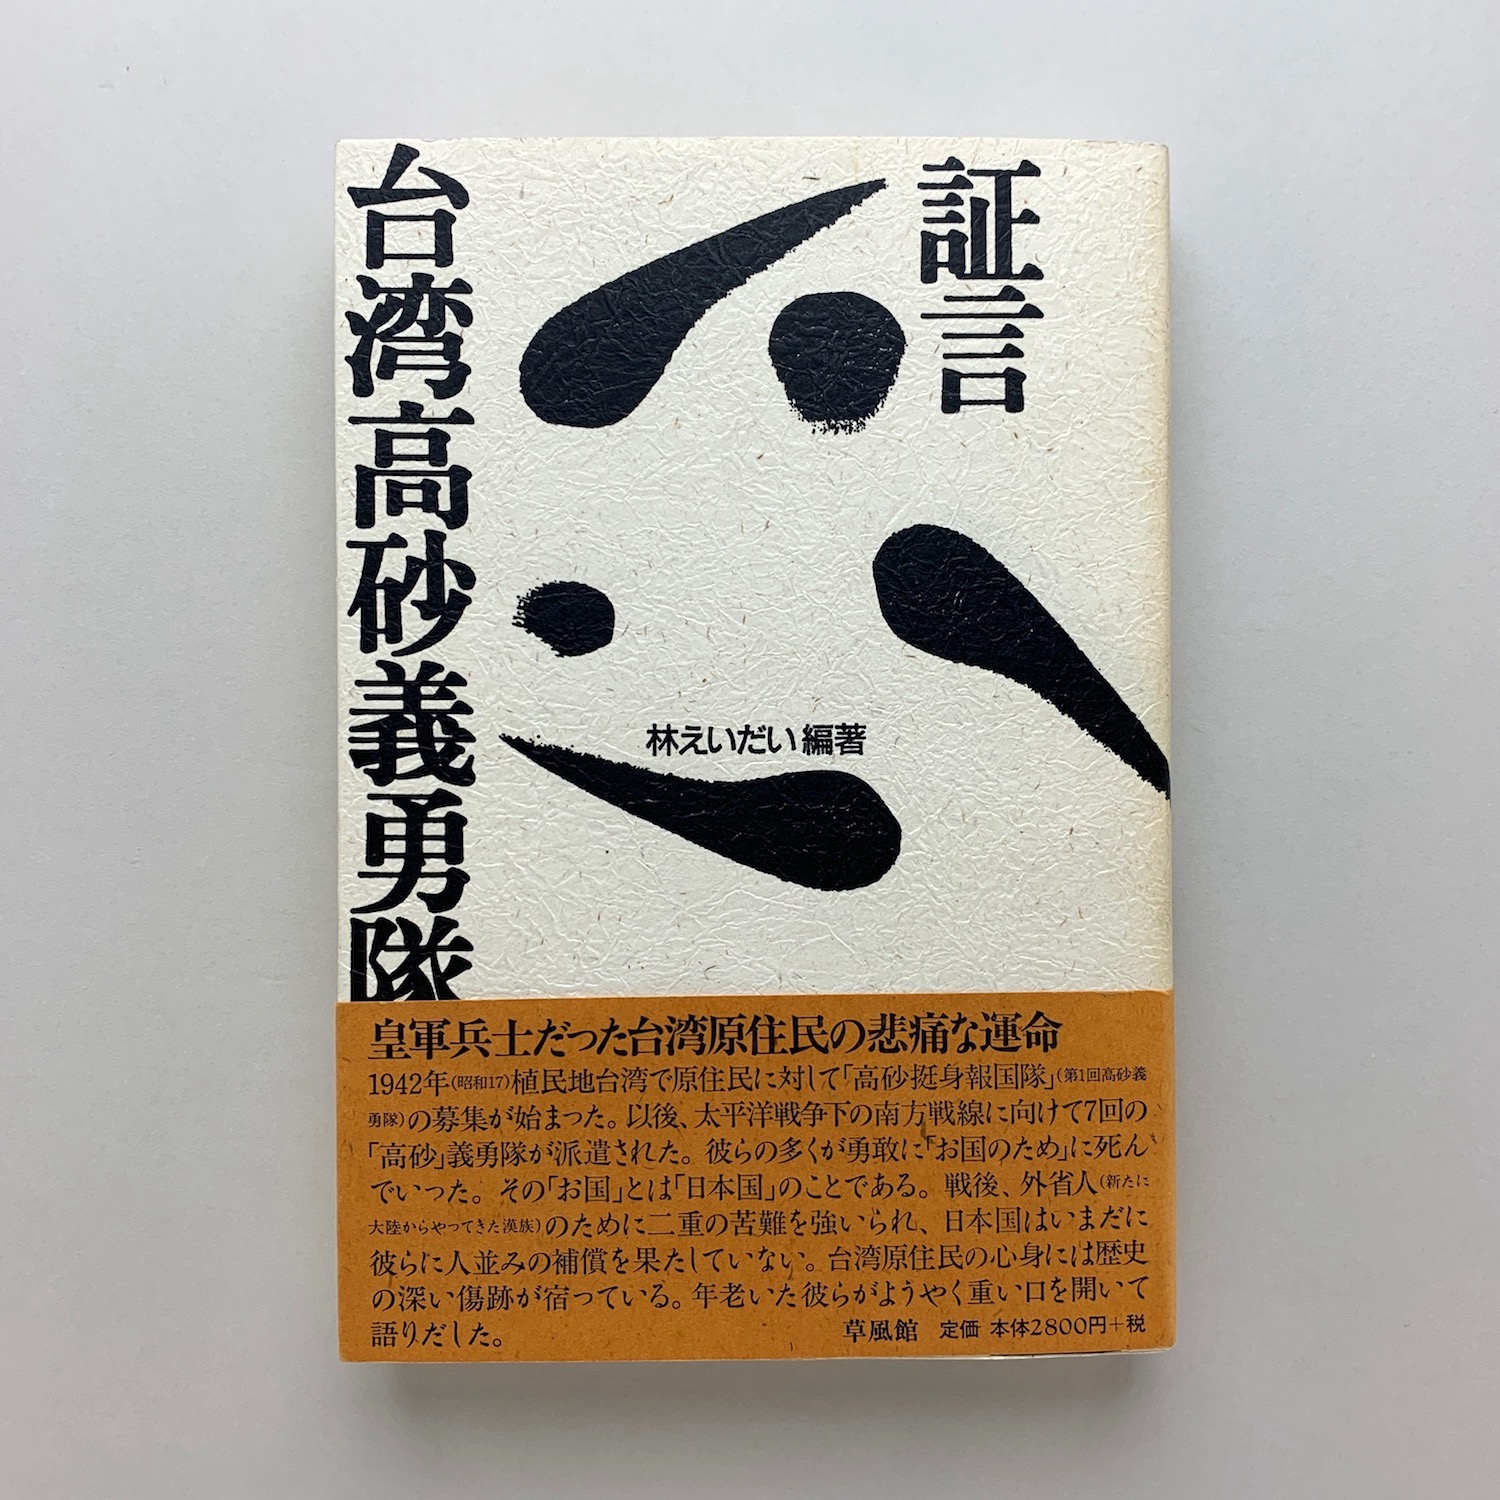 証言
台湾高砂義勇隊
林えいだい編著
皇軍兵士だった台湾原住民の悲痛な運命
1942年(昭和17)植民地台湾で原住民に対して「高砂挺身報国隊」(第1回高砂義
勇隊)の募集が始まった。以後、太平洋戦争下の南方戦線に向けて7回の
「高砂」義勇隊が派遣された。彼らの多くが勇敢に「お国のため」に死ん
でいった。その「お国」とは「日本国」のことである。戦後、外省人(新たに
大陸からやってきた漢族)のために二重の苦難を強いられ、日本国はいまだに
彼らに人並みの補償を果たしていない。台湾原住民の心身には歴史
の深い傷跡が宿っている。年老いた彼らがようやく重い口を開いて
語りだした。
草風館 定価 本体2800円+税